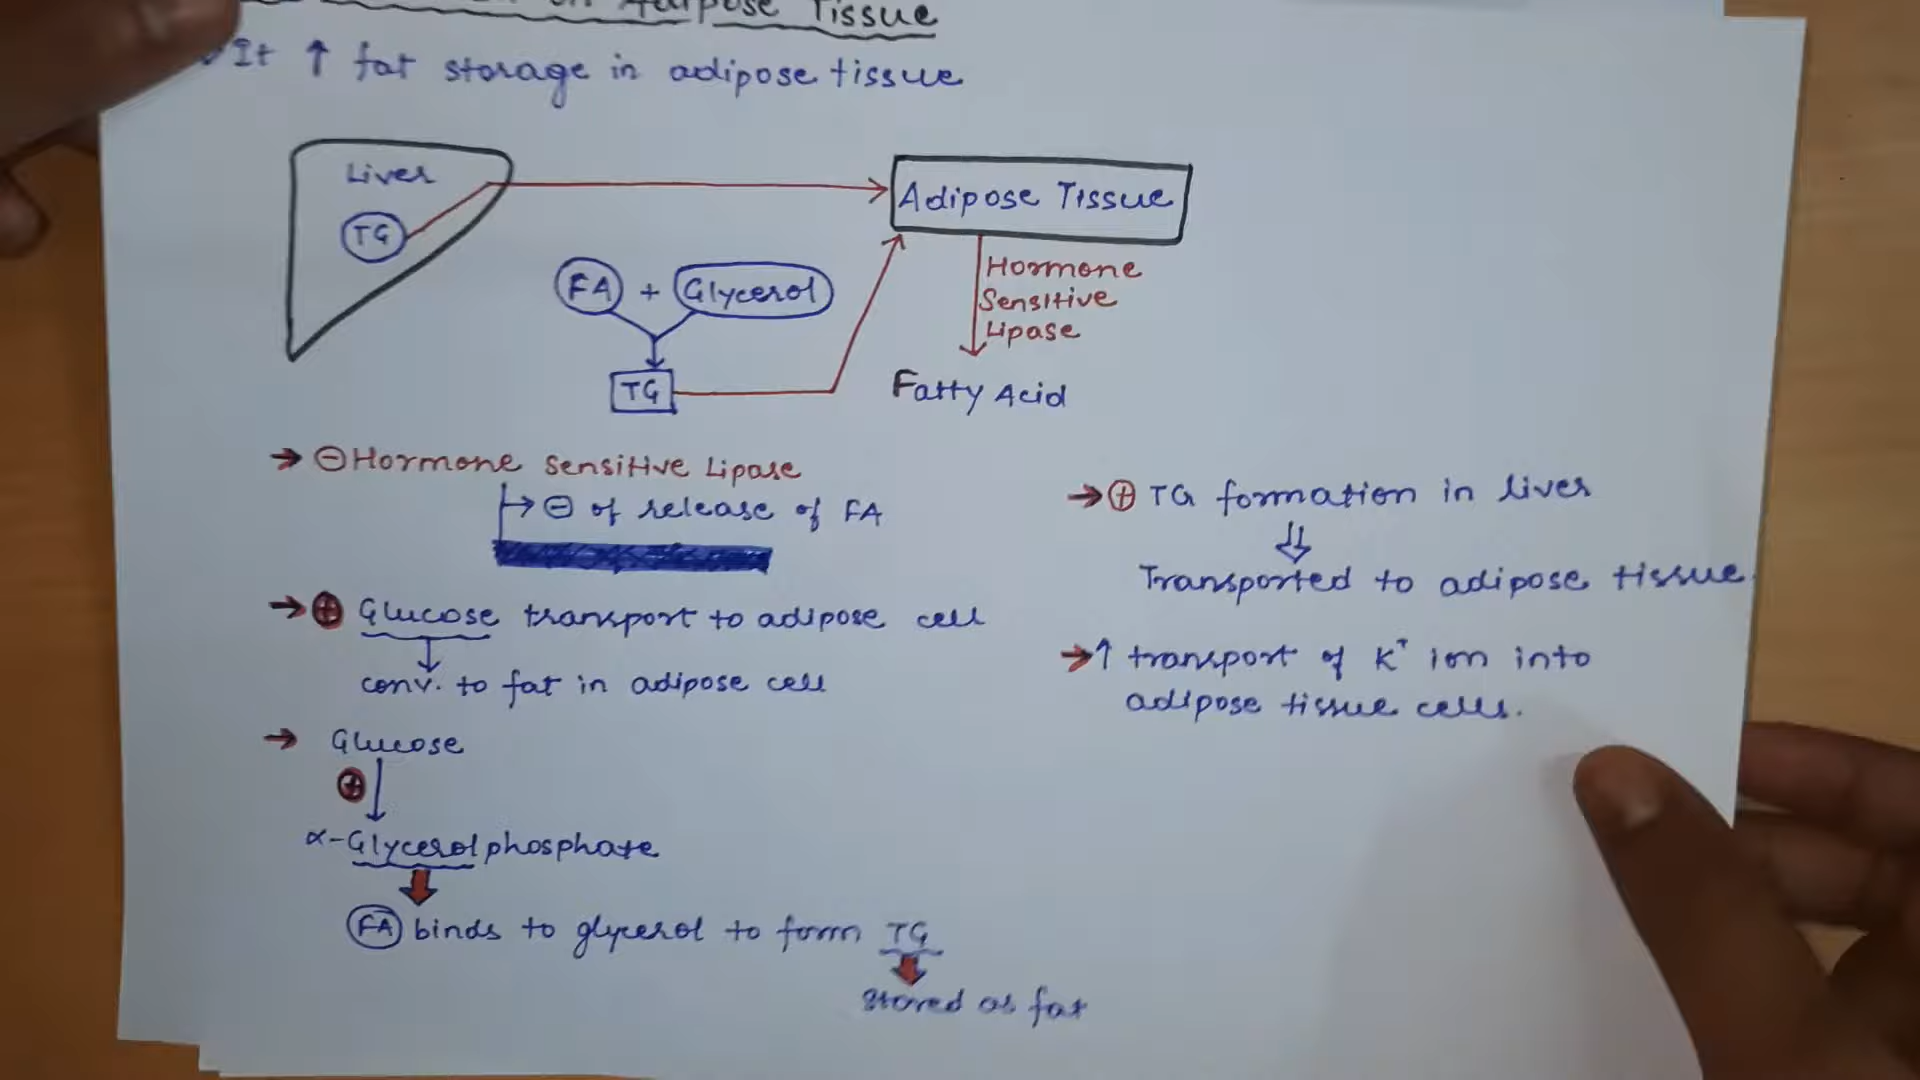 on Adipose Tissue
It ↑ fat storage in adipose tissue
Liver
TG
Adipose Tissue
FA + Glycerol
TG
Hormone
Sensitive
Lipase
Fatty Acid
→ ⊖ Hormone Sensitive Lipase
↳ ⊖ of release of FA
→ ⊕ Glucose transport to adipose cell
↓
conv. to fat in adipose cell
→ Glucose
⊕ ↓
α-Glycerol phosphate
FA binds to glycerol to form TG
Stored as fat
→ ⊕ TG formation in liver
⇓
Transported to adipose tissue.
→ ↑ transport of K⁺ ion into
adipose tissue cells.